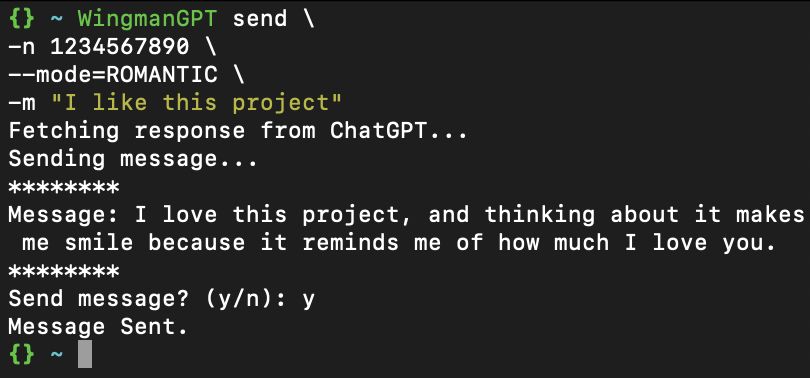 {} ~ WingmanGPT send \
-n 1234567890 \
--mode=ROMANTIC \
-m "I like this project"
Fetching response from ChatGPT...
Sending message...
********
Message: I love this project, and thinking about it makes
me smile because it reminds me of how much I love you.
********
Send message? (y/n): y
Message Sent.
{} ~